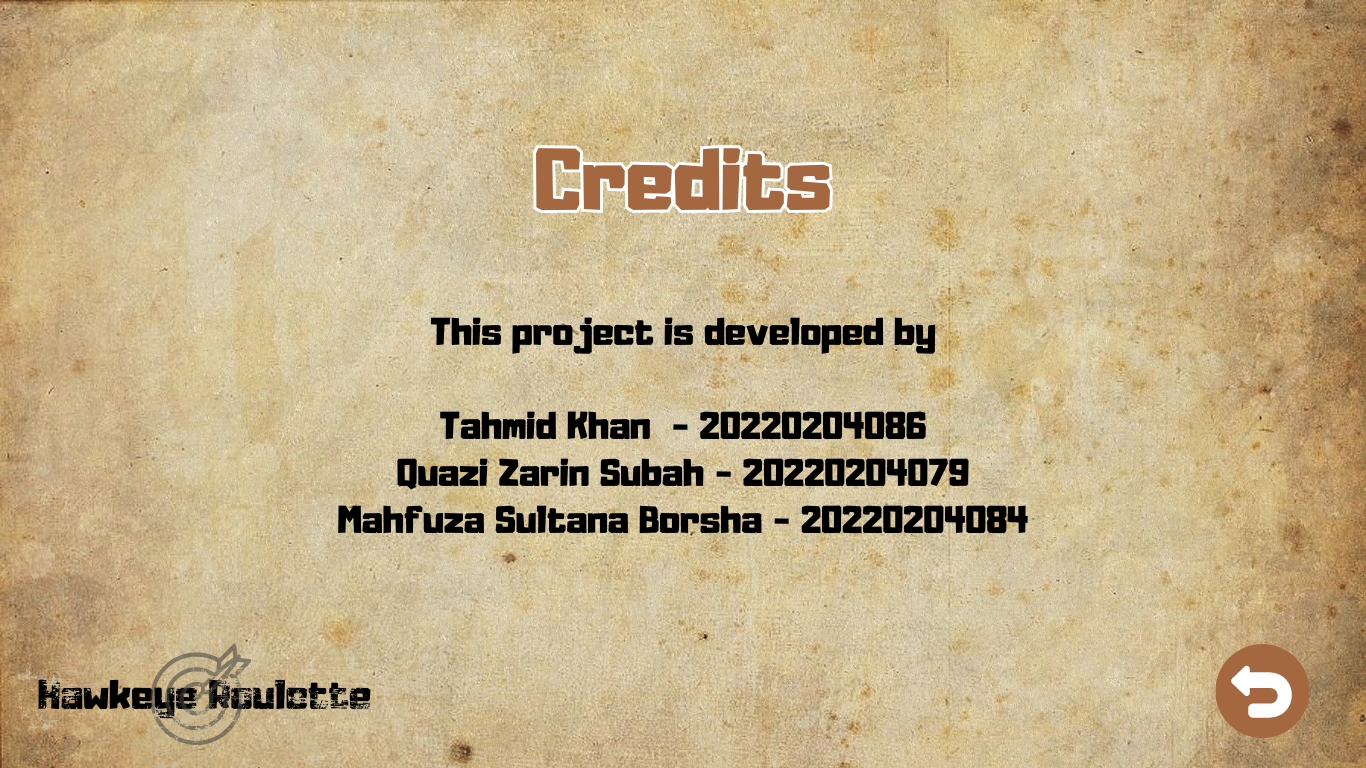 Credits
This project is developed by
Tahmid Khan - 20220204086
Quazi Zarin Subah - 20220204079
Mahfuza Sultana Borsha - 20220204084
Hawkeye Roulette